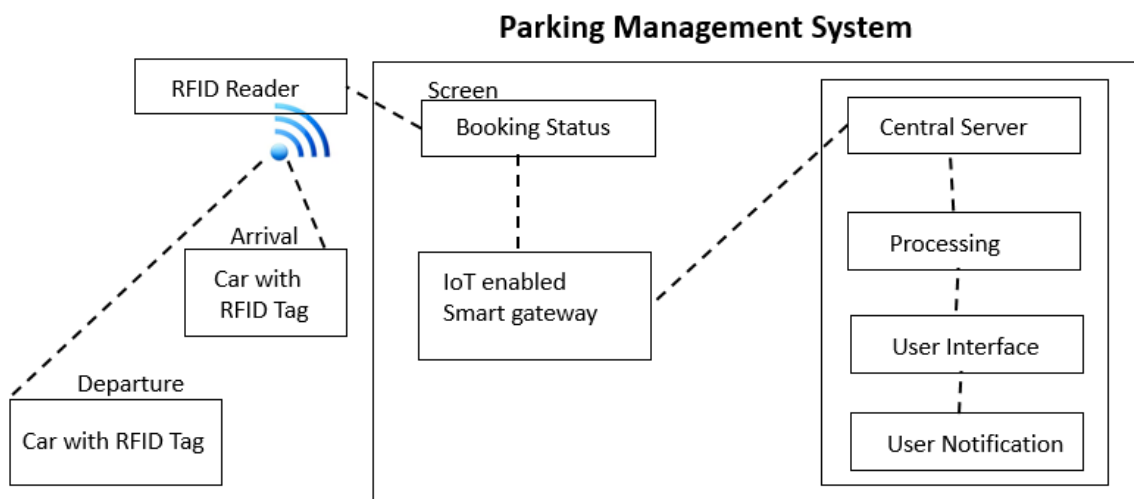 Parking Management System
RFID Reader
Screen
Booking Status
Central Server
Arrival
Car with
RFID Tag
IoT enabled
Smart gateway
Processing
User Interface
Departure
Car with RFID Tag
User Notification